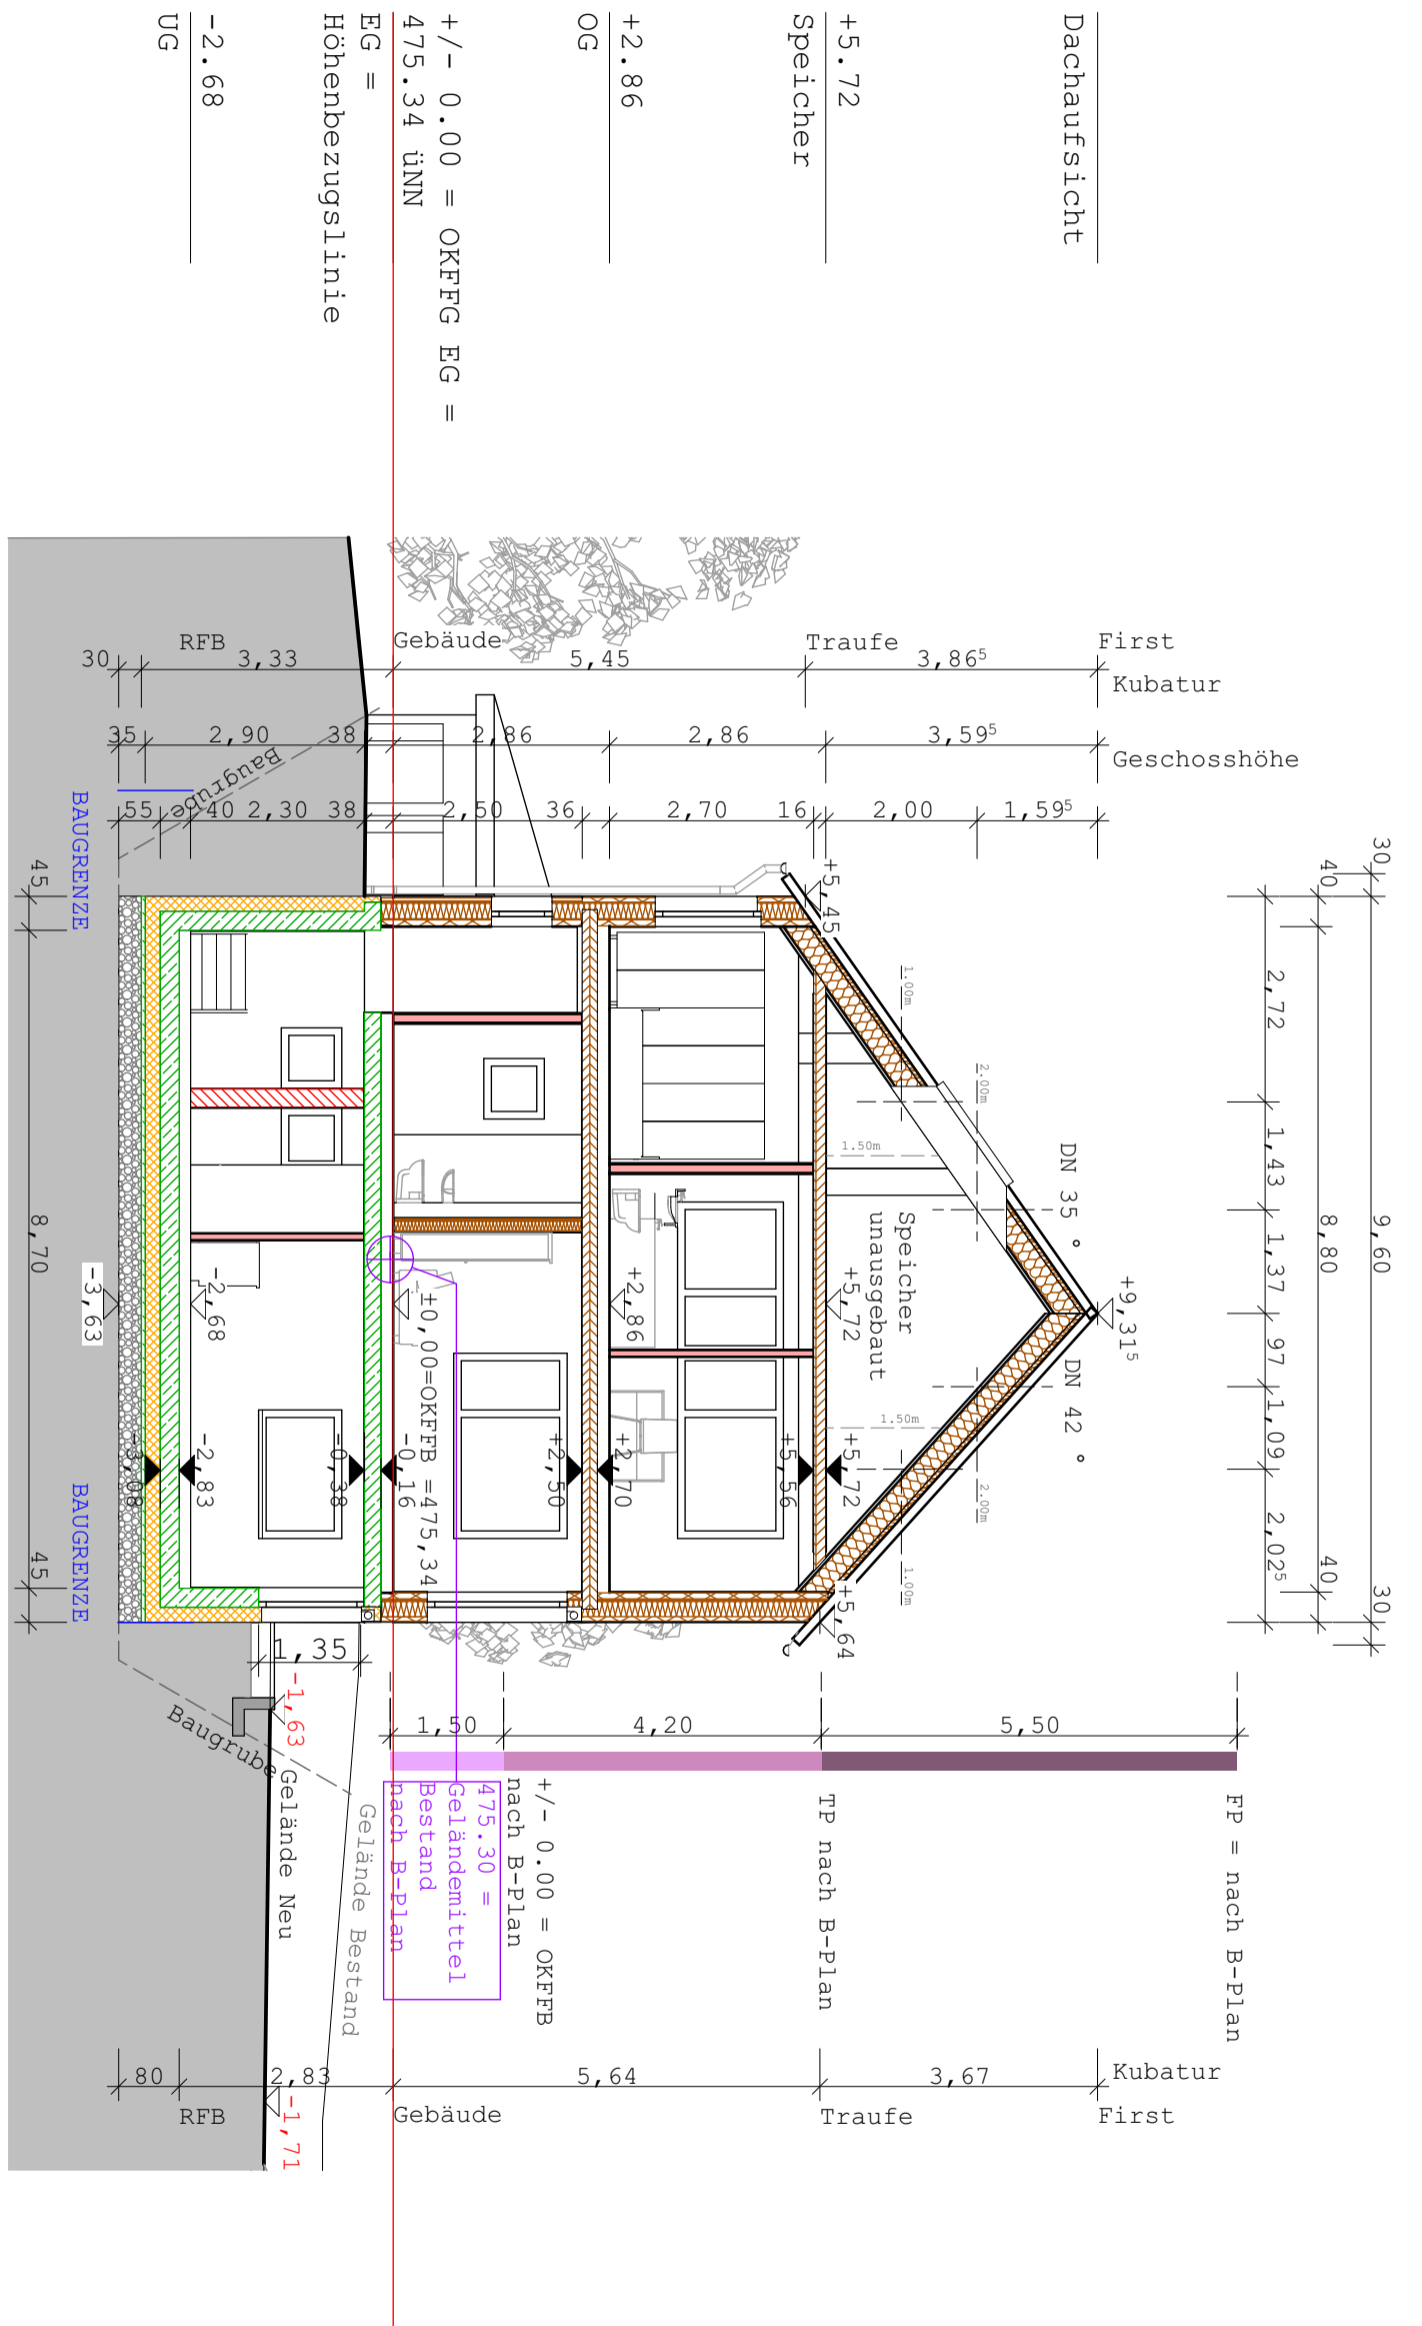 Dachaufsicht
+5.72
Speicher
+2.86
OG
+/- 0.00 = OKFFG EG =
475.34 üNN
EG =
Höhenbezugslinie
-2.68
UG
First
Kubatur
Traufe
Gebäude
RFB
3,86⁵
5,45
3,33
30
Geschosshöhe
3,59⁵
2,86
2,86
38
2,90
35
1,59⁵
2,00
16
2,70
36
2,50
38
2,30
40
55
Baugrube
BAUGRENZE
30
9,60
30
40
8,80
40
2,72
1,43
1,37
97
1,09
2,02⁵
DN 35 °
DN 42 °
+9,31⁵
2.00m
2.00m
1.00m
1.00m
1.50m
1.50m
+5,45
+5,64
Speicher
unausgebaut
+5,72
+5,72
+5,56
+2,86
+2,70
+2,50
±0,00=OKFFB =475,34
-0,16
-0,38
-2,68
-2,83
-3,08
-3,63
45
8,70
45
BAUGRENZE
1,35
-1,63
Baugrube
Gelände Neu
Gelände Bestand
5,50
4,20
1,50
FP = nach B-Plan
TP nach B-Plan
+/- 0.00 = OKFFB
nach B-Plan
475.30 =
Geländemittel
Bestand
nach B-Plan
Kubatur
First
Traufe
Gebäude
RFB
3,67
5,64
2,83
80
-1,71